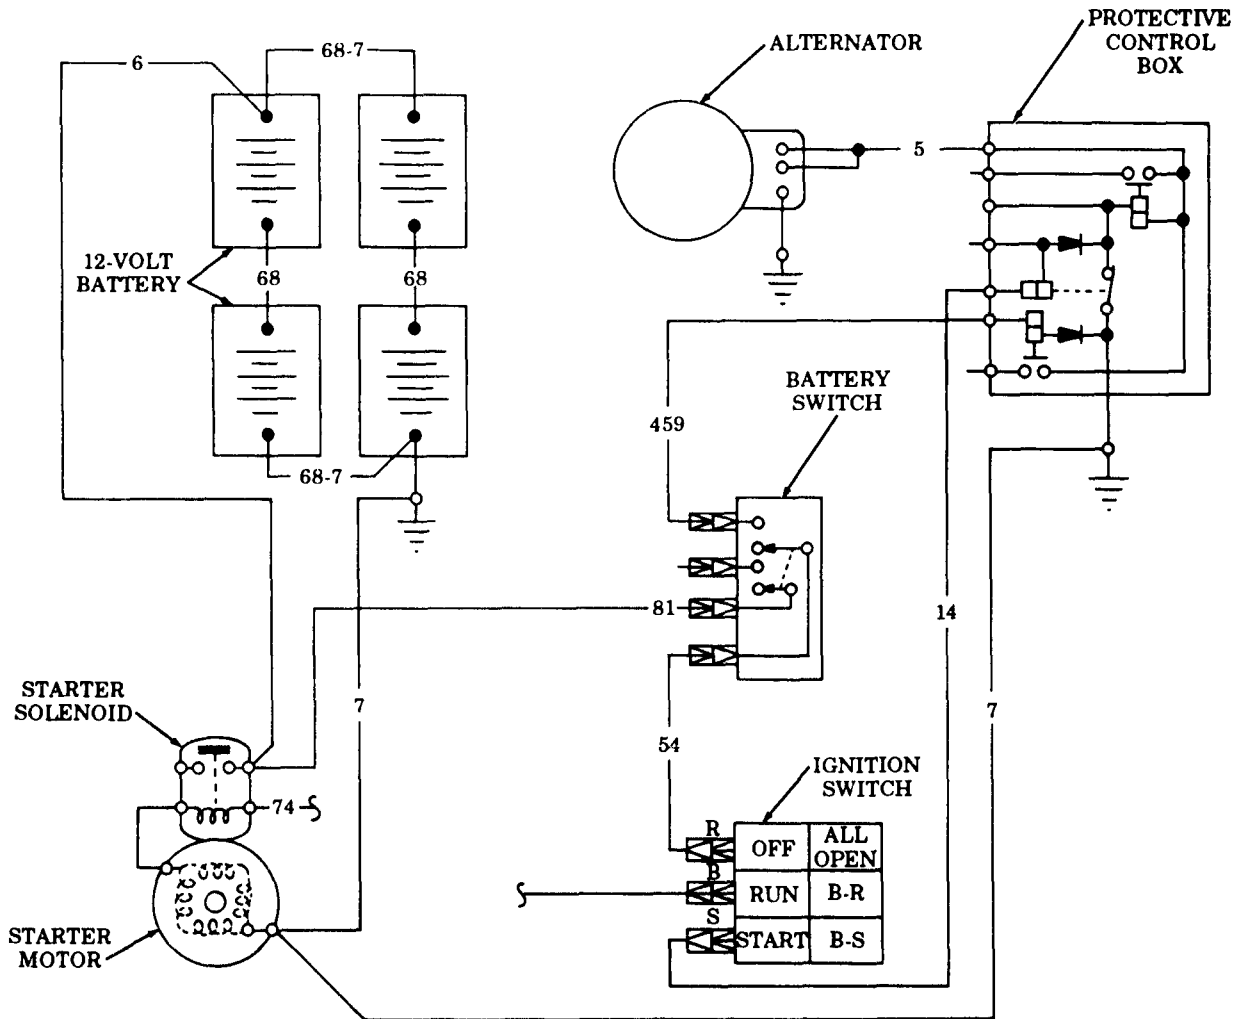 PROTECTIVE
CONTROL
BOX
ALTERNATOR
6
68-7
5
12-VOLT
BATTERY
68
68
BATTERY
SWITCH
459
68-7
81
14
STARTER
SOLENOID
7
7
54
IGNITION
SWITCH
74
R
OFF
ALL
OPEN
B
RUN
B-R
S
START
B-S
STARTER
MOTOR